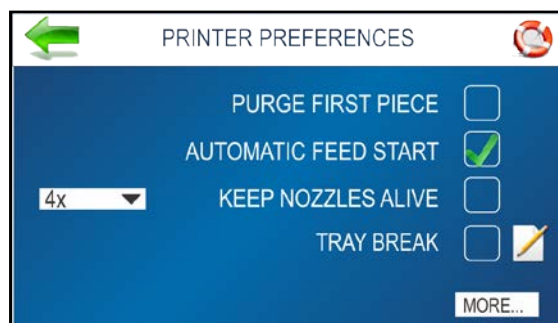 PRINTER PREFERENCES
PURGE FIRST PIECE
AUTOMATIC FEED START
4x KEEP NOZZLES ALIVE
TRAY BREAK
MORE...